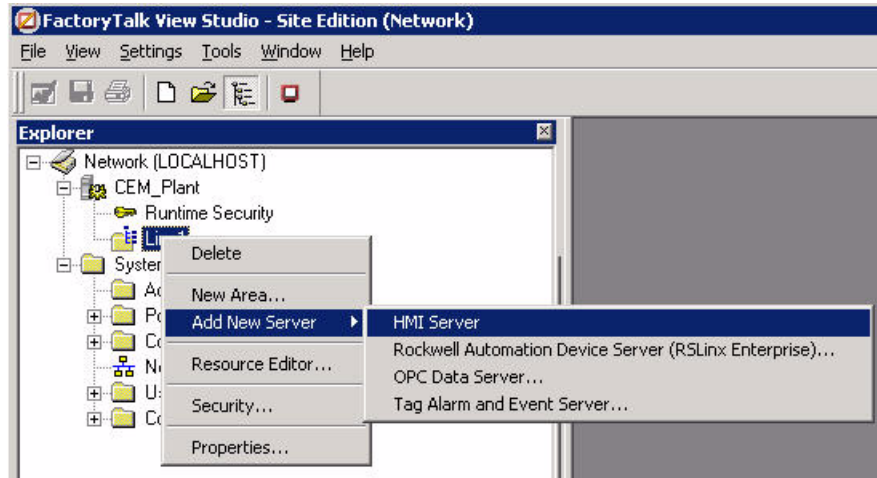 FactoryTalk View Studio - Site Edition (Network)
File View Settings Tools Window Help
Explorer
Network (LOCALHOST)
CEM_Plant
Runtime Security
Delete
New Area...
Add New Server
Resource Editor...
Security...
Properties...
HMI Server
Rockwell Automation Device Server (RSLinx Enterprise)...
OPC Data Server...
Tag Alarm and Event Server...